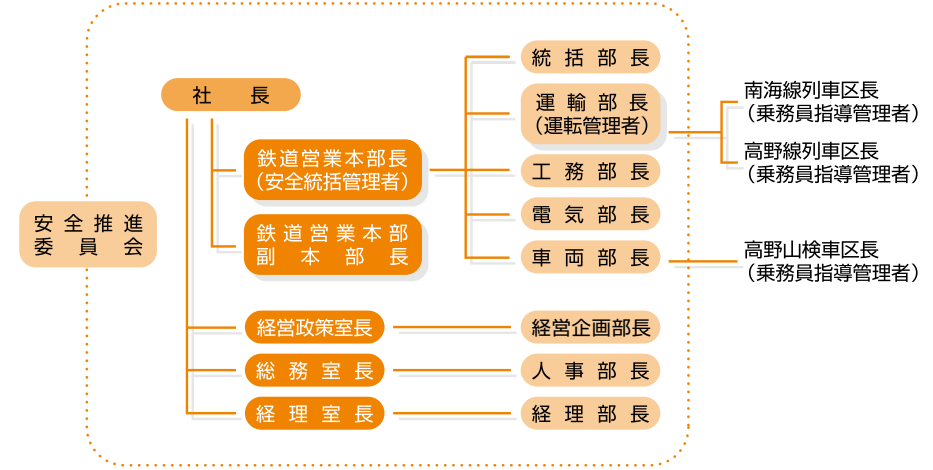 社長
鉄道営業本部長
（安全統括管理者）
鉄道営業本部
副本部長
経営政策室長
総務室長
経理室長
安全推進
委員会
統括部長
運輸部長
（運転管理者）
工務部長
電気部長
車両部長
経営企画部長
人事部長
経理部長
南海線列車区長
（乗務員指導管理者）
高野線列車区長
（乗務員指導管理者）
高野山検車区長
（乗務員指導管理者）